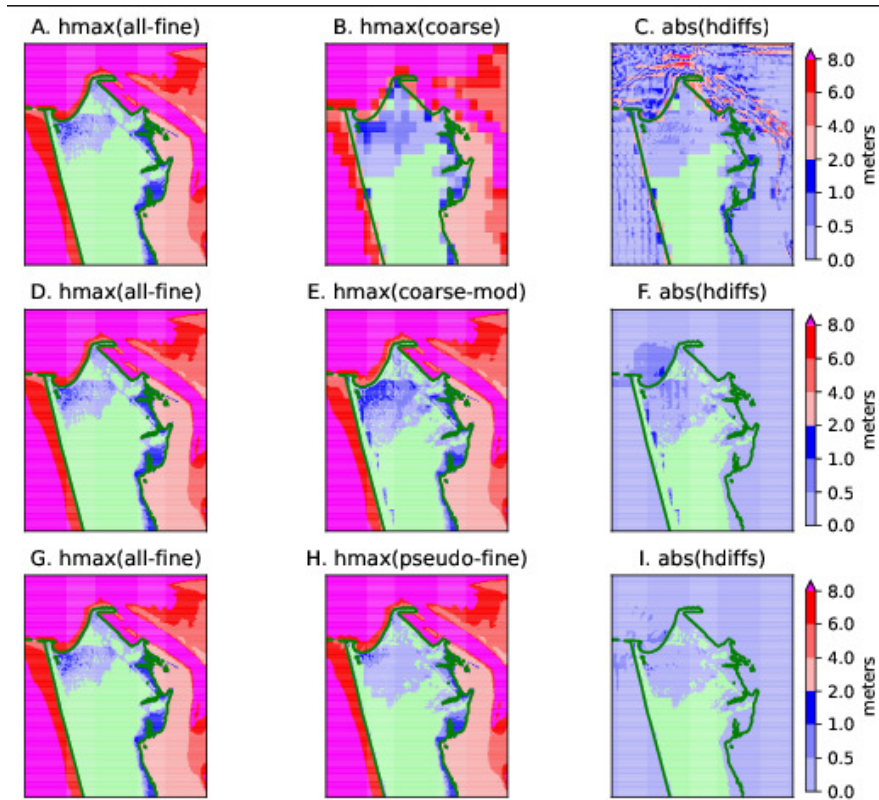 A. hmax(all-fine)
B. hmax(coarse)
C. abs(hdiffs)
8.0
6.0
4.0
2.0
1.0
0.5
0.0
meters
D. hmax(all-fine)
E. hmax(coarse-mod)
F. abs(hdiffs)
8.0
6.0
4.0
2.0
1.0
0.5
0.0
meters
G. hmax(all-fine)
H. hmax(pseudo-fine)
I. abs(hdiffs)
8.0
6.0
4.0
2.0
1.0
0.5
0.0
meters